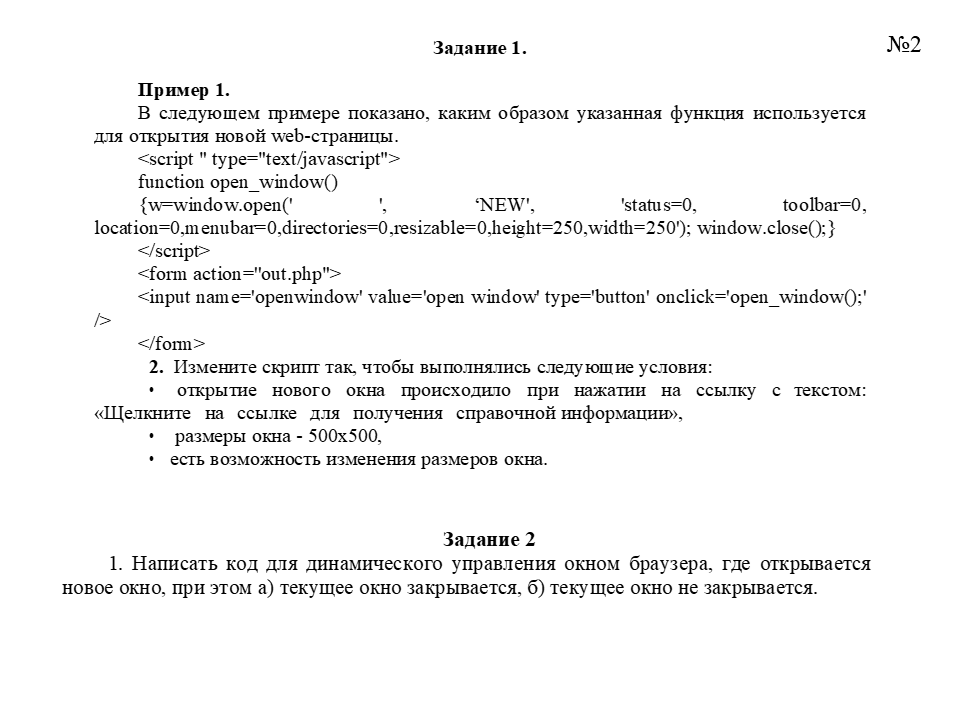 №2
Задание 1.
Пример 1.
В следующем примере показано, каким образом указанная функция используется
для открытия новой web-страницы.
<script " type="text/javascript">
function open_window()
{w=window.open(' ', ‘NEW', 'status=0, toolbar=0,
location=0,menubar=0,directories=0,resizable=0,height=250,width=250'); window.close();}
</script>
<form action="out.php">
<input name='openwindow' value='open window' type='button' onclick='open_window();'
/>
</form>
2. Измените скрипт так, чтобы выполнялись следующие условия:
• открытие нового окна происходило при нажатии на ссылку с текстом:
«Щелкните на ссылке для получения справочной информации»,
• размеры окна - 500x500,
• есть возможность изменения размеров окна.
Задание 2
1. Написать код для динамического управления окном браузера, где открывается
новое окно, при этом а) текущее окно закрывается, б) текущее окно не закрывается.